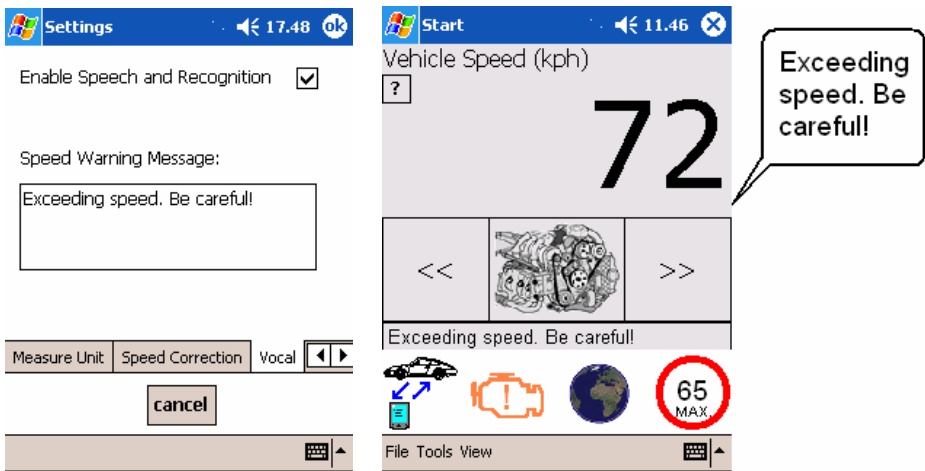 Settings 17.48 ok
Enable Speech and Recognition
Speed Warning Message:
Exceeding speed. Be careful!
Measure Unit Speed Correction Vocal
cancel
Start 11.46
Vehicle Speed (kph)
?
72
<< >>
Exceeding speed. Be careful!
!
65
MAX.
File Tools View
Exceeding
speed. Be
careful!